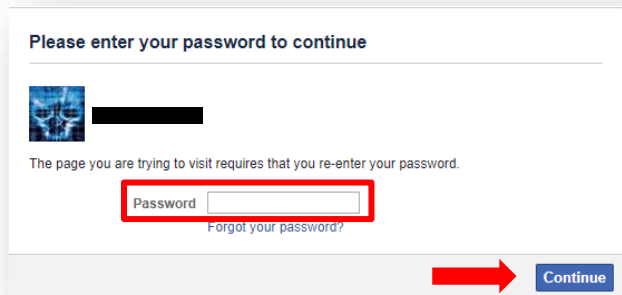 Please enter your password to continue
The page you are trying to visit requires that you re-enter your password.
Password
Forgot your password?
Continue